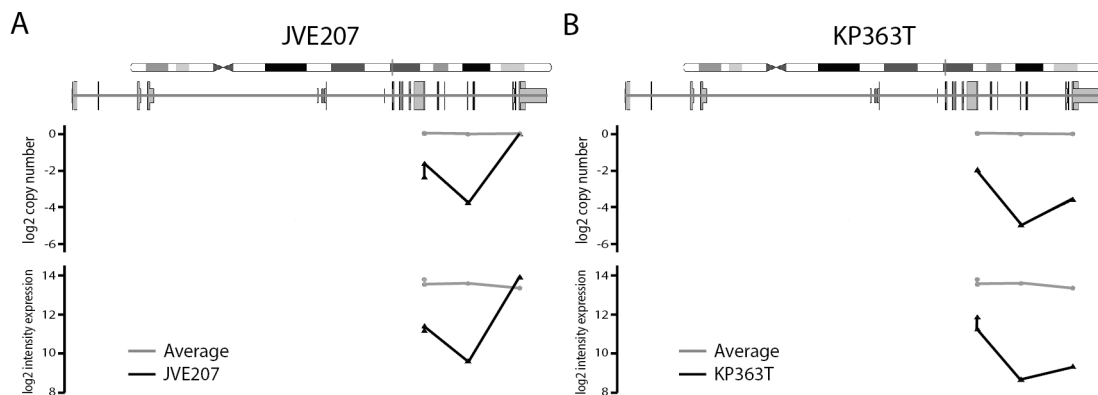 A
JVE207
log2 copy number
0
-2
-4
-6
log2 intensity expression
14
12
10
8
Average
JVE207
B
KP363T
log2 copy number
0
-2
-4
-6
log2 intensity expression
14
12
10
8
Average
KP363T